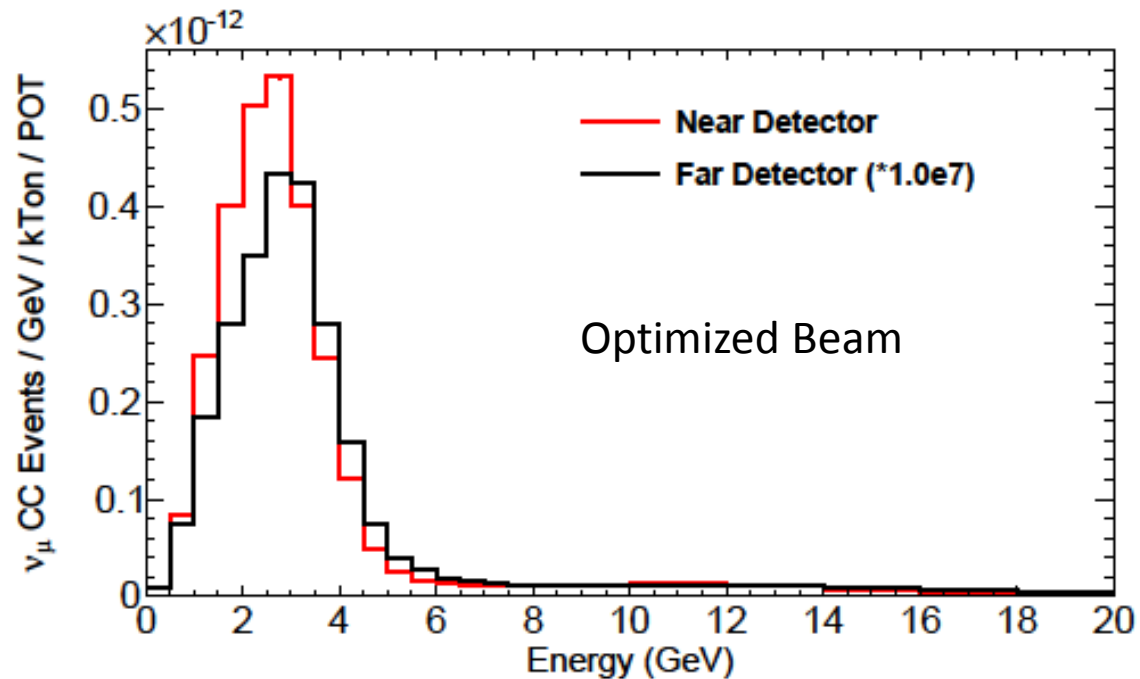 ×10⁻¹²
ν_μ CC Events / GeV / kTon / POT
0.5
0.4
0.3
0.2
0.1
0
Near Detector
Far Detector (*1.0e7)
Optimized Beam
0 2 4 6 8 10 12 14 16 18 20
Energy (GeV)